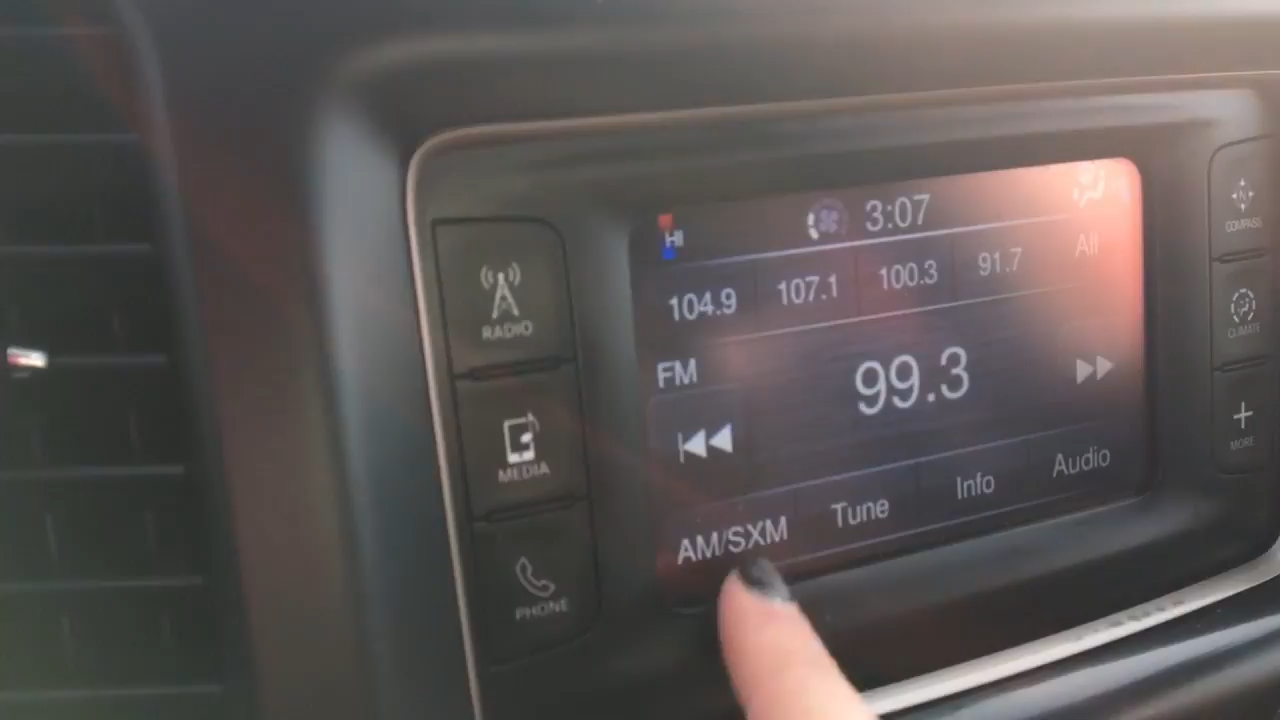 RADIO
MEDIA
PHONE
HI
3:07
104.9 107.1 100.3 91.7 All
FM
99.3
AM/SXM Tune Info Audio
N
COMPASS
CLIMATE
MORE